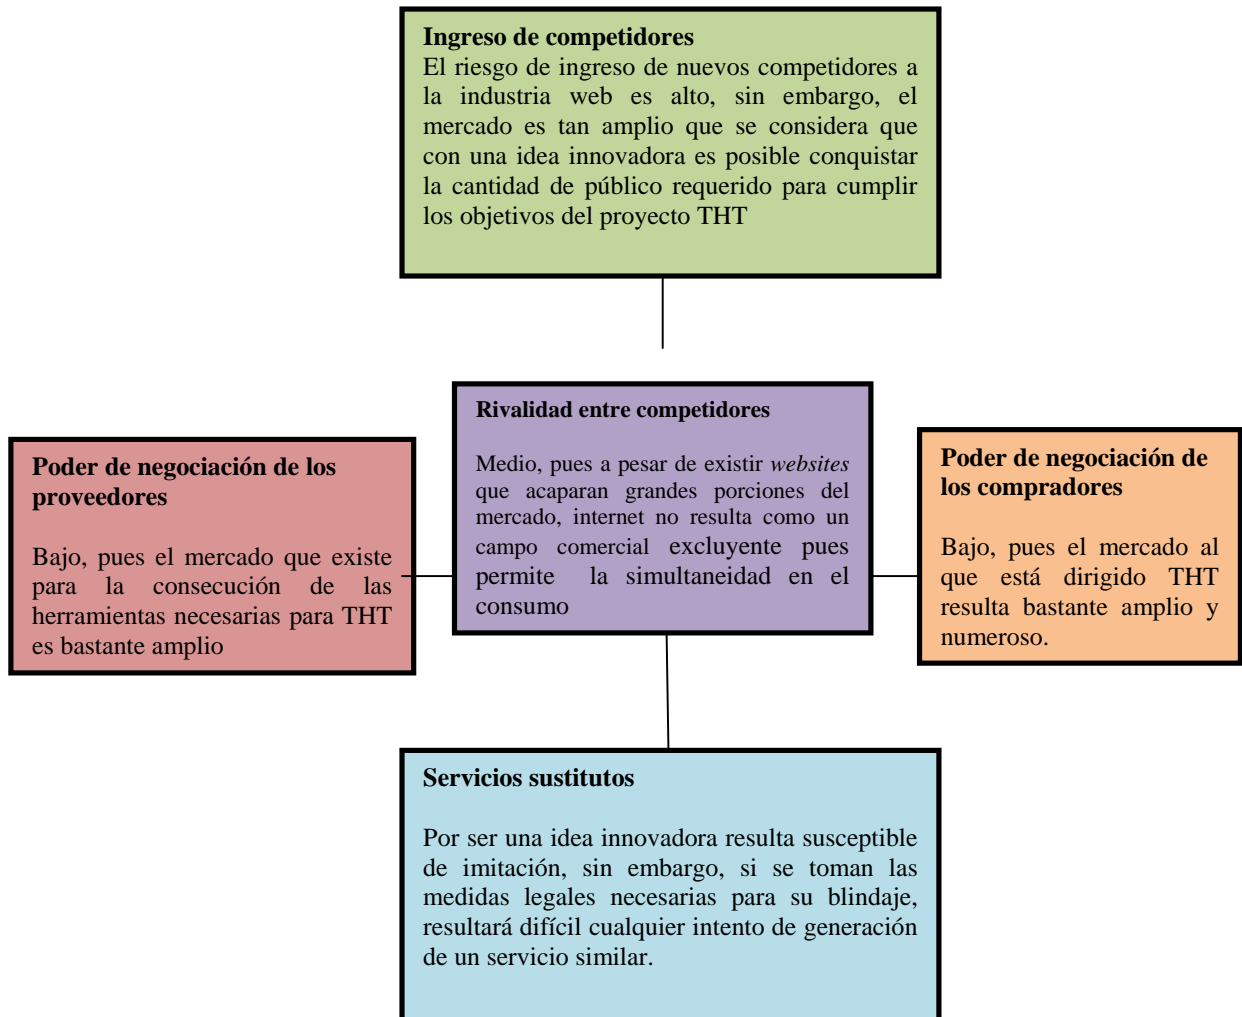 Ingreso de competidores
El riesgo de ingreso de nuevos competidores a
la industria web es alto, sin embargo, el
mercado es tan amplio que se considera que
con una idea innovadora es posible conquistar
la cantidad de público requerido para cumplir
los objetivos del proyecto THT
Poder de negociación de los
proveedores
Bajo, pues el mercado que existe
para la consecución de las
herramientas necesarias para THT
es bastante amplio
Rivalidad entre competidores
Medio, pues a pesar de existir websites
que acaparan grandes porciones del
mercado, internet no resulta como un
campo comercial excluyente pues
permite la simultaneidad en el
consumo
Poder de negociación de
los compradores
Bajo, pues el mercado al
que está dirigido THT
resulta bastante amplio y
numeroso.
Servicios sustitutos
Por ser una idea innovadora resulta susceptible
de imitación, sin embargo, si se toman las
medidas legales necesarias para su blindaje,
resultará difícil cualquier intento de generación
de un servicio similar.